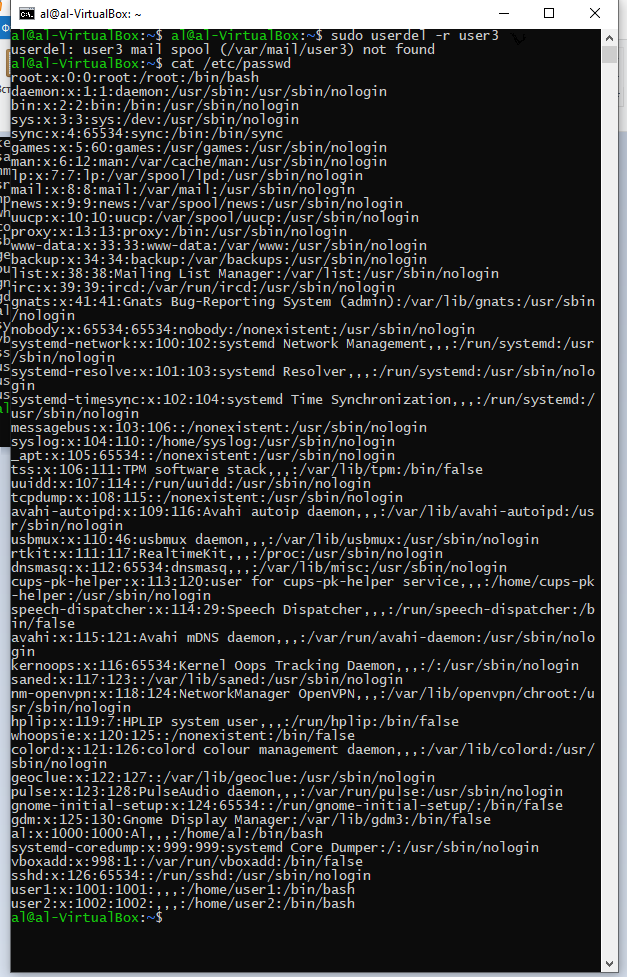 al@al-VirtualBox: ~
al@al-VirtualBox:~$ al@al-VirtualBox:~$ sudo userdel -r user3
userdel: user3 mail spool (/var/mail/user3) not found
al@al-VirtualBox:~$ cat /etc/passwd
root:x:0:0:root:/root:/bin/bash
daemon:x:1:1:daemon:/usr/sbin:/usr/sbin/nologin
bin:x:2:2:bin:/bin:/usr/sbin/nologin
sys:x:3:3:sys:/dev:/usr/sbin/nologin
sync:x:4:65534:sync:/bin:/bin/sync
games:x:5:60:games:/usr/games:/usr/sbin/nologin
man:x:6:12:man:/var/cache/man:/usr/sbin/nologin
lp:x:7:7:lp:/var/spool/lpd:/usr/sbin/nologin
mail:x:8:8:mail:/var/mail:/usr/sbin/nologin
news:x:9:9:news:/var/spool/news:/usr/sbin/nologin
uucp:x:10:10:uucp:/var/spool/uucp:/usr/sbin/nologin
proxy:x:13:13:proxy:/bin:/usr/sbin/nologin
www-data:x:33:33:www-data:/var/www:/usr/sbin/nologin
backup:x:34:34:backup:/var/backups:/usr/sbin/nologin
list:x:38:38:Mailing List Manager:/var/list:/usr/sbin/nologin
irc:x:39:39:ircd:/var/run/ircd:/usr/sbin/nologin
gnats:x:41:41:Gnats Bug-Reporting System (admin):/var/lib/gnats:/usr/sbin
/nologin
nobody:x:65534:65534:nobody:/nonexistent:/usr/sbin/nologin
systemd-network:x:100:102:systemd Network Management,,,:/run/systemd:/usr
/sbin/nologin
systemd-resolve:x:101:103:systemd Resolver,,,:/run/systemd:/usr/sbin/nolo
gin
systemd-timesync:x:102:104:systemd Time Synchronization,,,:/run/systemd:/
usr/sbin/nologin
messagebus:x:103:106::/nonexistent:/usr/sbin/nologin
syslog:x:104:110::/home/syslog:/usr/sbin/nologin
_apt:x:105:65534::/nonexistent:/usr/sbin/nologin
tss:x:106:111:TPM software stack,,,:/var/lib/tpm:/bin/false
uuidd:x:107:114::/run/uuidd:/usr/sbin/nologin
tcpdump:x:108:115::/nonexistent:/usr/sbin/nologin
avahi-autoipd:x:109:116:Avahi autoip daemon,,,:/var/lib/avahi-autoipd:/us
r/sbin/nologin
usbmux:x:110:46:usbmux daemon,,,:/var/lib/usbmux:/usr/sbin/nologin
rtkit:x:111:117:RealtimeKit,,,:/proc:/usr/sbin/nologin
dnsmasq:x:112:65534:dnsmasq,,,:/var/lib/misc:/usr/sbin/nologin
cups-pk-helper:x:113:120:user for cups-pk-helper service,,,:/home/cups-pk
-helper:/usr/sbin/nologin
speech-dispatcher:x:114:29:Speech Dispatcher,,,:/run/speech-dispatcher:/b
in/false
avahi:x:115:121:Avahi mDNS daemon,,,:/var/run/avahi-daemon:/usr/sbin/nolo
gin
kernoops:x:116:65534:Kernel Oops Tracking Daemon,,,:/:/usr/sbin/nologin
saned:x:117:123::/var/lib/saned:/usr/sbin/nologin
nm-openvpn:x:118:124:NetworkManager OpenVPN,,,:/var/lib/openvpn/chroot:/u
sr/sbin/nologin
hplip:x:119:7:HPLIP system user,,,:/run/hplip:/bin/false
whoopsie:x:120:125::/nonexistent:/bin/false
colord:x:121:126:colord colour management daemon,,,:/var/lib/colord:/usr/
sbin/nologin
geoclue:x:122:127::/var/lib/geoclue:/usr/sbin/nologin
pulse:x:123:128:PulseAudio daemon,,,:/var/run/pulse:/usr/sbin/nologin
gnome-initial-setup:x:124:65534::/run/gnome-initial-setup/:/bin/false
gdm:x:125:130:Gnome Display Manager:/var/lib/gdm3:/bin/false
al:x:1000:1000:Al,,,:/home/al:/bin/bash
systemd-coredump:x:999:999:systemd Core Dumper:/:/usr/sbin/nologin
vboxadd:x:998:1::/var/run/vboxadd:/bin/false
sshd:x:126:65534::/run/sshd:/usr/sbin/nologin
user1:x:1001:1001:,,,:/home/user1:/bin/bash
user2:x:1002:1002:,,,:/home/user2:/bin/bash
al@al-VirtualBox:~$